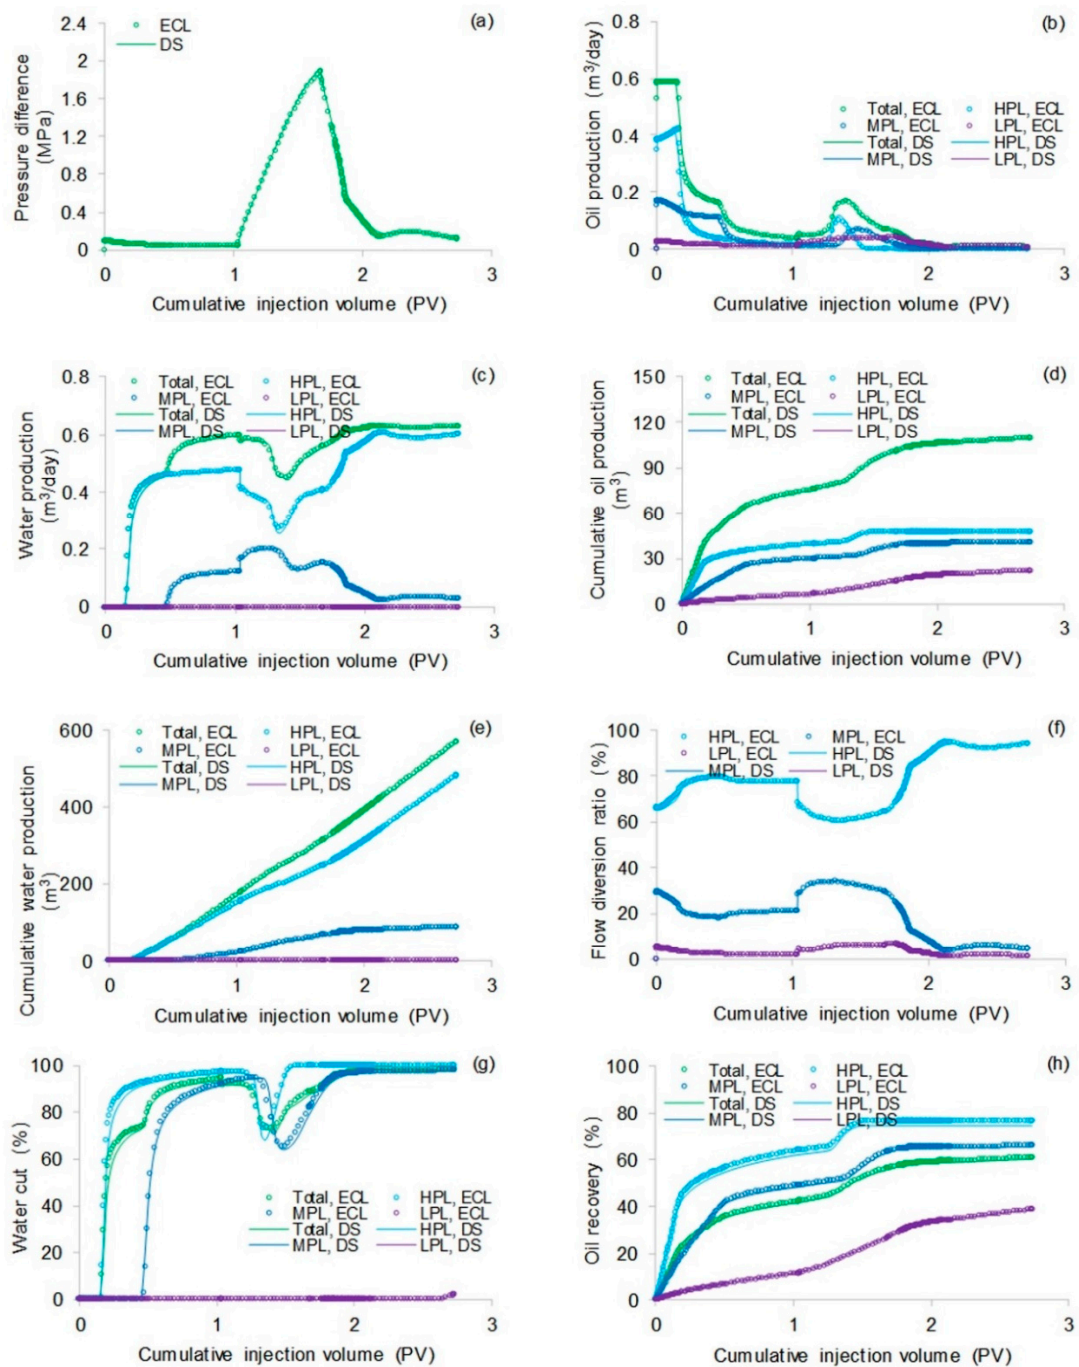 (a)
Pressure difference
(MPa)
2.4
2
1.6
1.2
0.8
0.4
0
ECL
DS
0 1 2 3
Cumulative injection volume (PV)
(b)
Oil production (m³/day)
0.8
0.6
0.4
0.2
0
Total, ECL HPL, ECL
MPL, ECL LPL, ECL
Total, DS HPL, DS
MPL, DS LPL, DS
0 1 2 3
Cumulative injection volume (PV)
(c)
Water production
(m³/day)
0.8
0.6
0.4
0.2
0
Total, ECL HPL, ECL
MPL, ECL LPL, ECL
Total, DS HPL, DS
MPL, DS LPL, DS
0 1 2 3
Cumulative injection volume (PV)
(d)
Cumulative oil production
(m³)
150
120
90
60
30
0
Total, ECL HPL, ECL
MPL, ECL LPL, ECL
Total, DS HPL, DS
MPL, DS LPL, DS
0 1 2 3
Cumulative injection volume (PV)
(e)
Cumulative water production
(m³)
600
400
200
0
Total, ECL HPL, ECL
MPL, ECL LPL, ECL
Total, DS HPL, DS
MPL, DS LPL, DS
0 1 2 3
Cumulative injection volume (PV)
(f)
Flow diversion ratio (%)
100
80
60
40
20
0
HPL, ECL MPL, ECL
LPL, ECL HPL, DS
MPL, DS LPL, DS
0 1 2 3
Cumulative injection volume (PV)
(g)
Water cut (%)
100
80
60
40
20
0
Total, ECL HPL, ECL
MPL, ECL LPL, ECL
Total, DS HPL, DS
MPL, DS LPL, DS
0 1 2 3
Cumulative injection volume (PV)
(h)
Oil recovery (%)
100
80
60
40
20
0
Total, ECL HPL, ECL
MPL, ECL LPL, ECL
Total, DS HPL, DS
MPL, DS LPL, DS
0 1 2 3
Cumulative injection volume (PV)